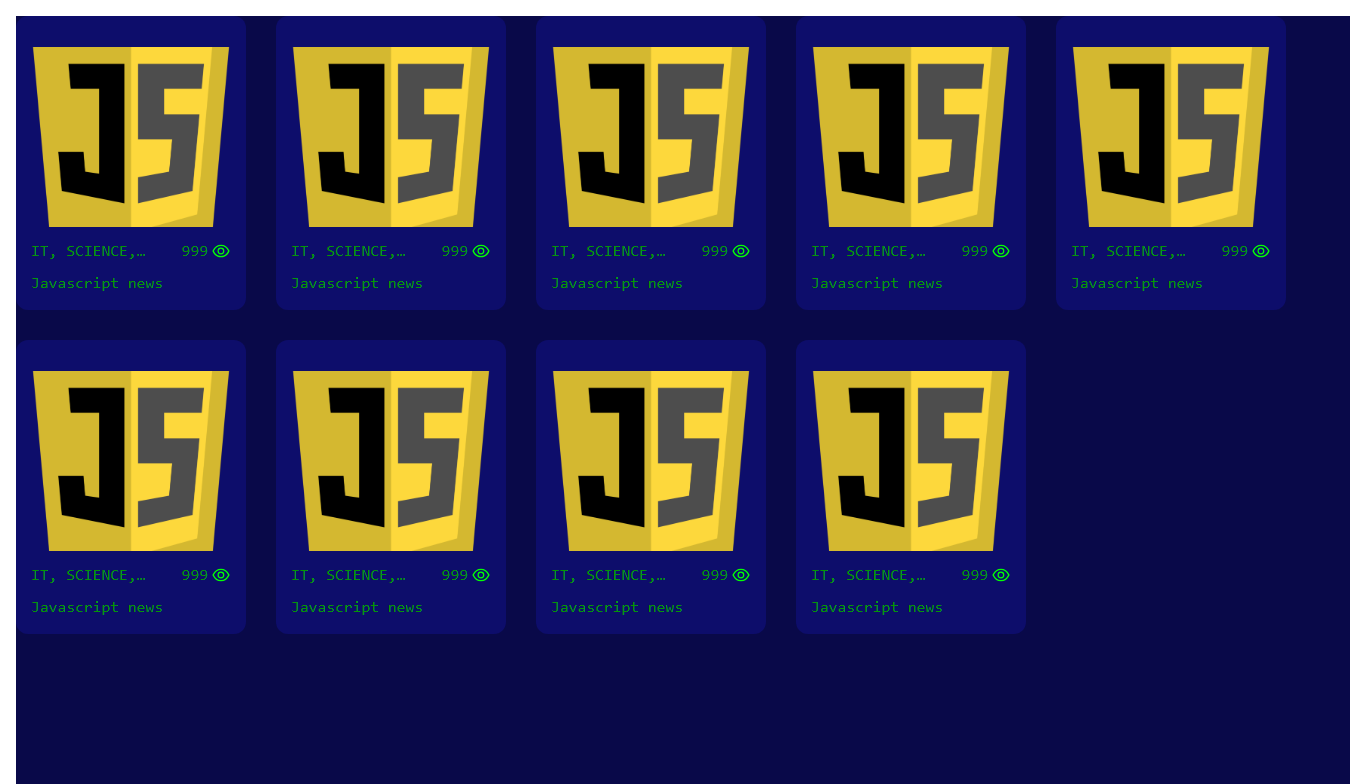 JS JS JS JS JS
IT, SCIENCE,… 999 IT, SCIENCE,… 999 IT, SCIENCE,… 999 IT, SCIENCE,… 999 IT, SCIENCE,… 999
Javascript news Javascript news Javascript news Javascript news Javascript news
JS JS JS JS
IT, SCIENCE,… 999 IT, SCIENCE,… 999 IT, SCIENCE,… 999 IT, SCIENCE,… 999
Javascript news Javascript news Javascript news Javascript news